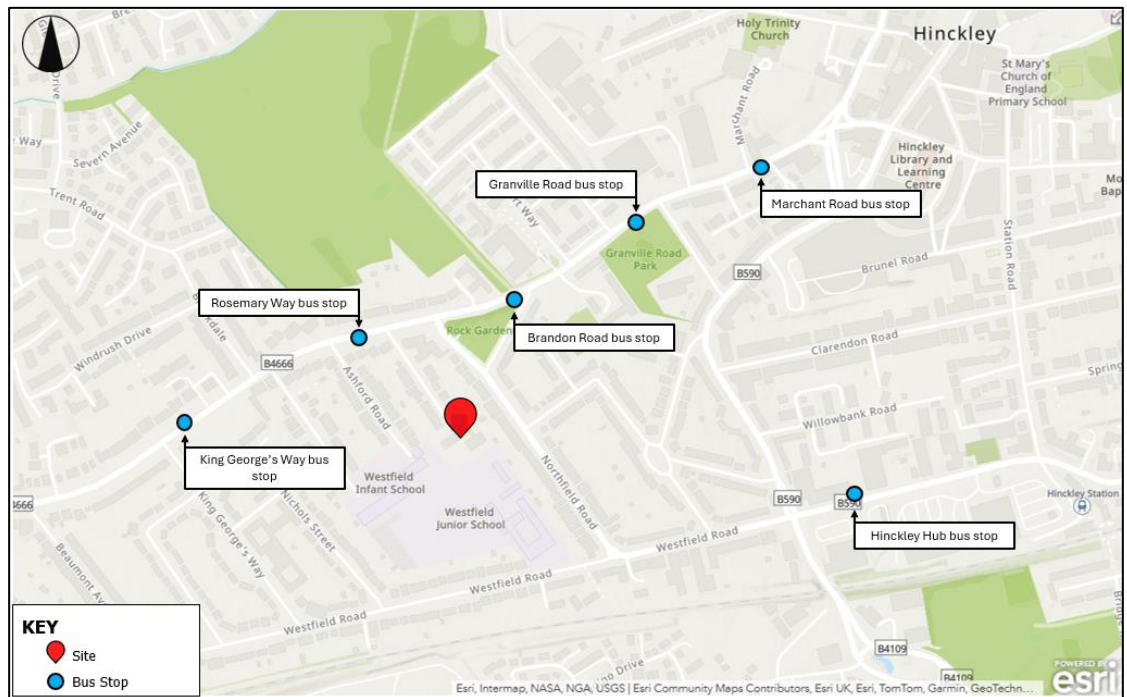 Hinckley
Holy Trinity
Church
St Mary's
Church of
England
Primary School
Drive
Severn Avenue
Way
Trent Road
Marchant Road
Hinckley
Library and
Learning
Centre
Granville Road bus stop
Marchant Road bus stop
Granville Road
Park
B590
Brunel Road
Station Road
Rosemary Way bus stop
Windrush Drive
Rock Garden
Brandon Road bus stop
Clarendon Road
B4666
Ashford Road
Willowbank Road
King George's Way bus
stop
Westfield
Infant School
Northfield Road
Westfield
Junior School
B590
B590
Hinckley Station
Nichols Street
King George's Way
Westfield Road
Hinckley Hub bus stop
Westfield Road
Westfield Road
B4109
B4109
KEY
Site
Bus Stop
POWERED BY
esri
Esri, Intermap, NASA, NGA, USGS | Esri Community Maps Contributors, Esri UK, Esri, TomTom, Garmin, GeoTechn...